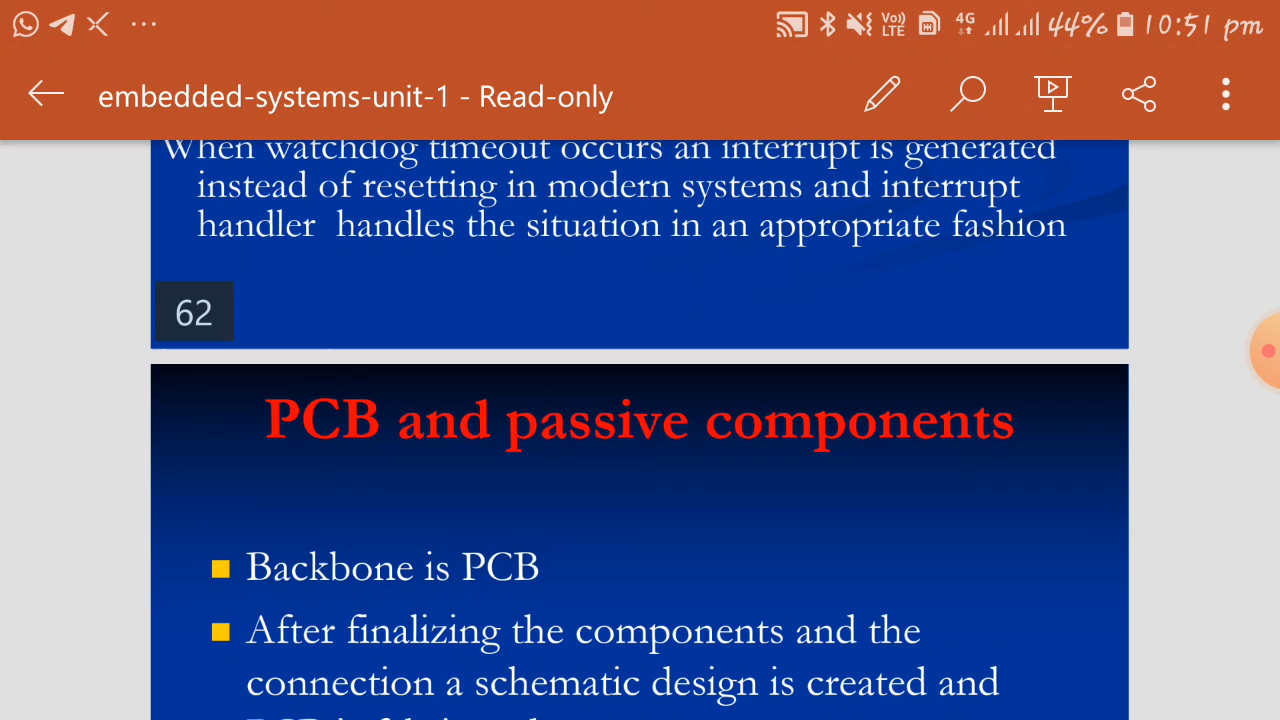 Vo)) LTE 4G 44% 10:51 pm
embedded-systems-unit-1 - Read-only
When watchdog timeout occurs an interrupt is generated
instead of resetting in modern systems and interrupt
handler handles the situation in an appropriate fashion
62
PCB and passive components
Backbone is PCB
After finalizing the components and the
connection a schematic design is created and